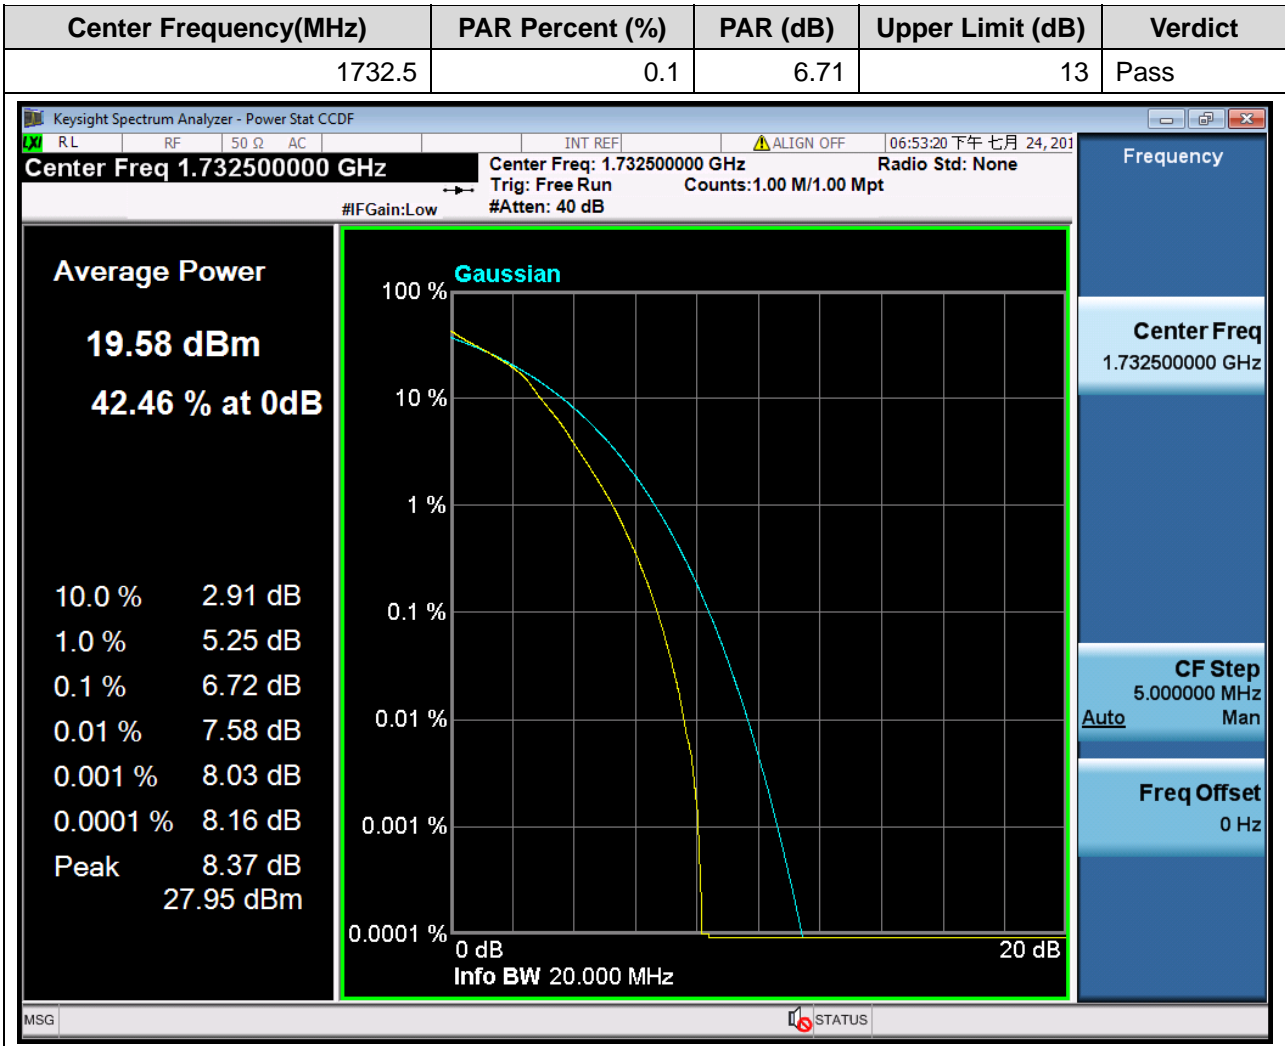 Center Frequency(MHz) PAR Percent (%) PAR (dB) Upper Limit (dB) Verdict
1732.5 0.1 6.71 13 Pass
Keysight Spectrum Analyzer - Power Stat CCDF
LXI RL RF 50 Ω AC INT REF ALIGN OFF 06:53:20 下午 七月 24, 201
Center Freq 1.732500000 GHz
Center Freq: 1.732500000 GHz Radio Std: None
Trig: Free Run Counts:1.00 M/1.00 Mpt
#IFGain:Low #Atten: 40 dB
Average Power
19.58 dBm
42.46 % at 0dB
10.0 % 2.91 dB
1.0 % 5.25 dB
0.1 % 6.72 dB
0.01 % 7.58 dB
0.001 % 8.03 dB
0.0001 % 8.16 dB
Peak 8.37 dB
27.95 dBm
Gaussian
100 %
10 %
1 %
0.1 %
0.01 %
0.001 %
0.0001 %
0 dB 20 dB
Info BW 20.000 MHz
Frequency
Center Freq
1.732500000 GHz
CF Step
5.000000 MHz
Auto Man
Freq Offset
0 Hz
MSG STATUS